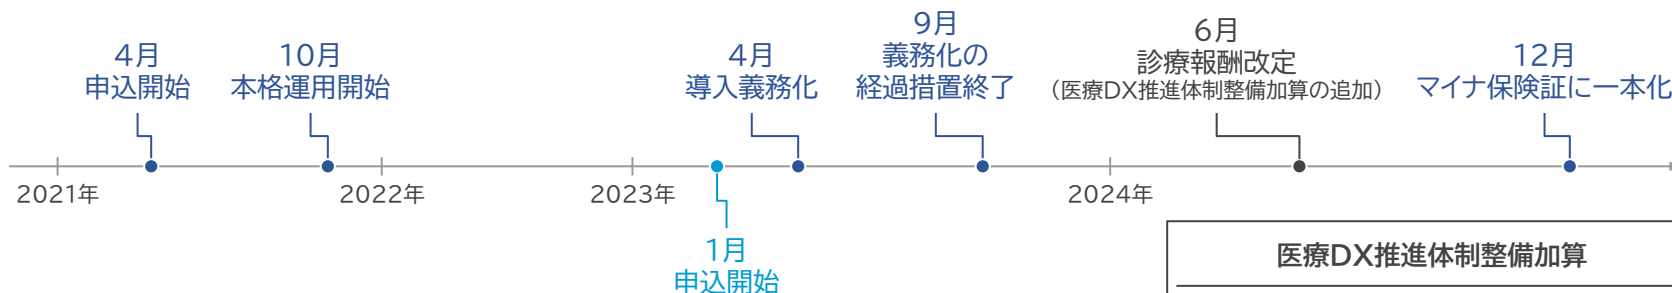 4月
申込開始
10月
本格運用開始
4月
導入義務化
9月
義務化の
経過措置終了
6月
診療報酬改定
（医療DX推進体制整備加算の追加）
12月
マイナ保険証に一本化
2021年
2022年
2023年
2024年
1月
申込開始
医療DX推進体制整備加算